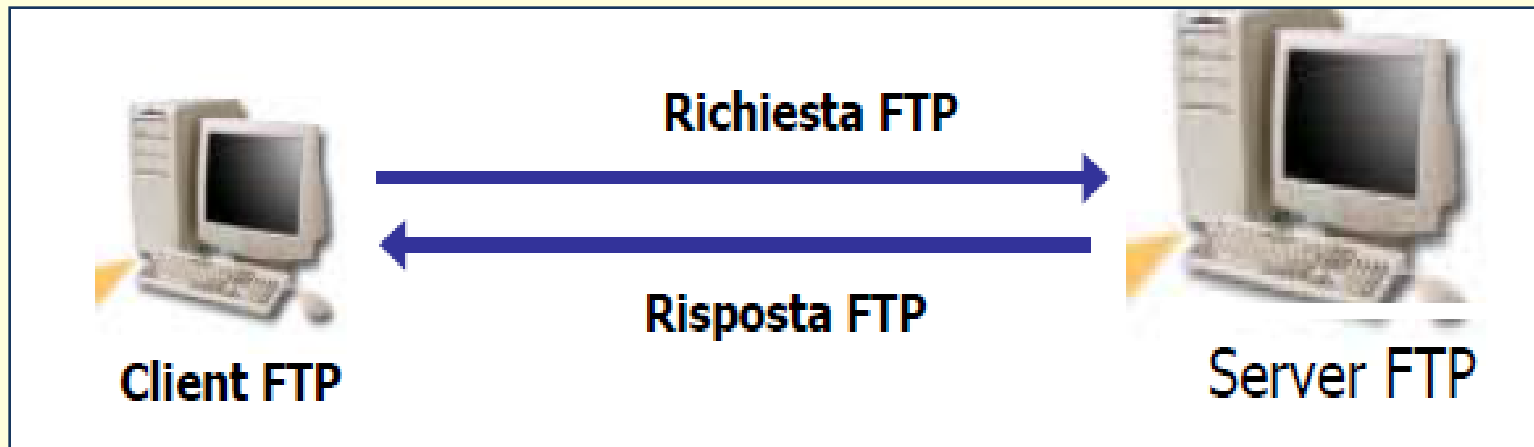 Richiesta FTP
Risposta FTP
Client FTP
Server FTP